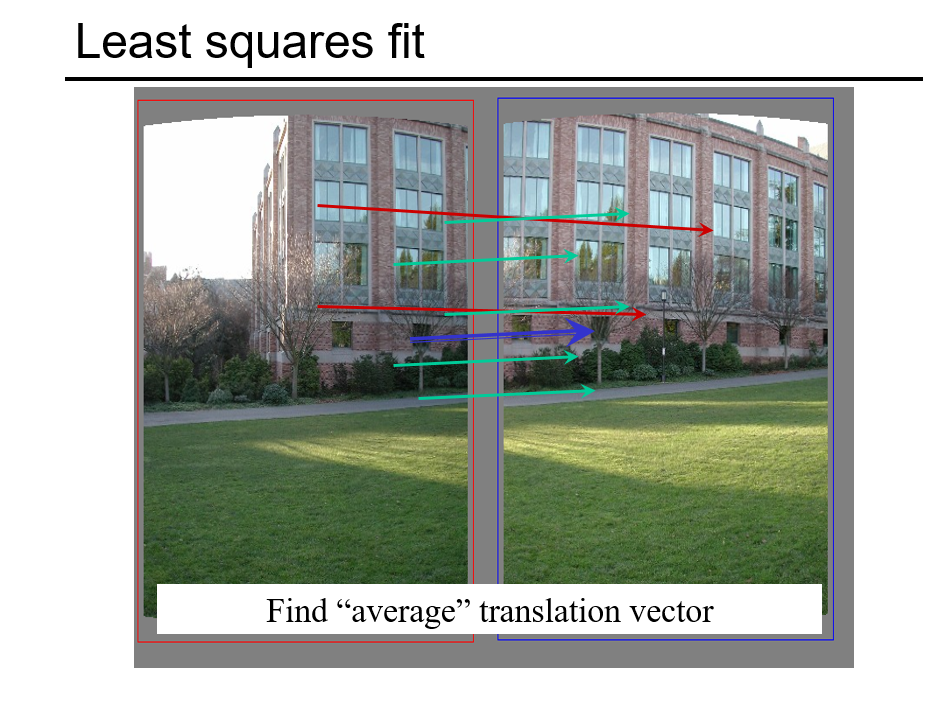 Least squares fit
Find “average” translation vector